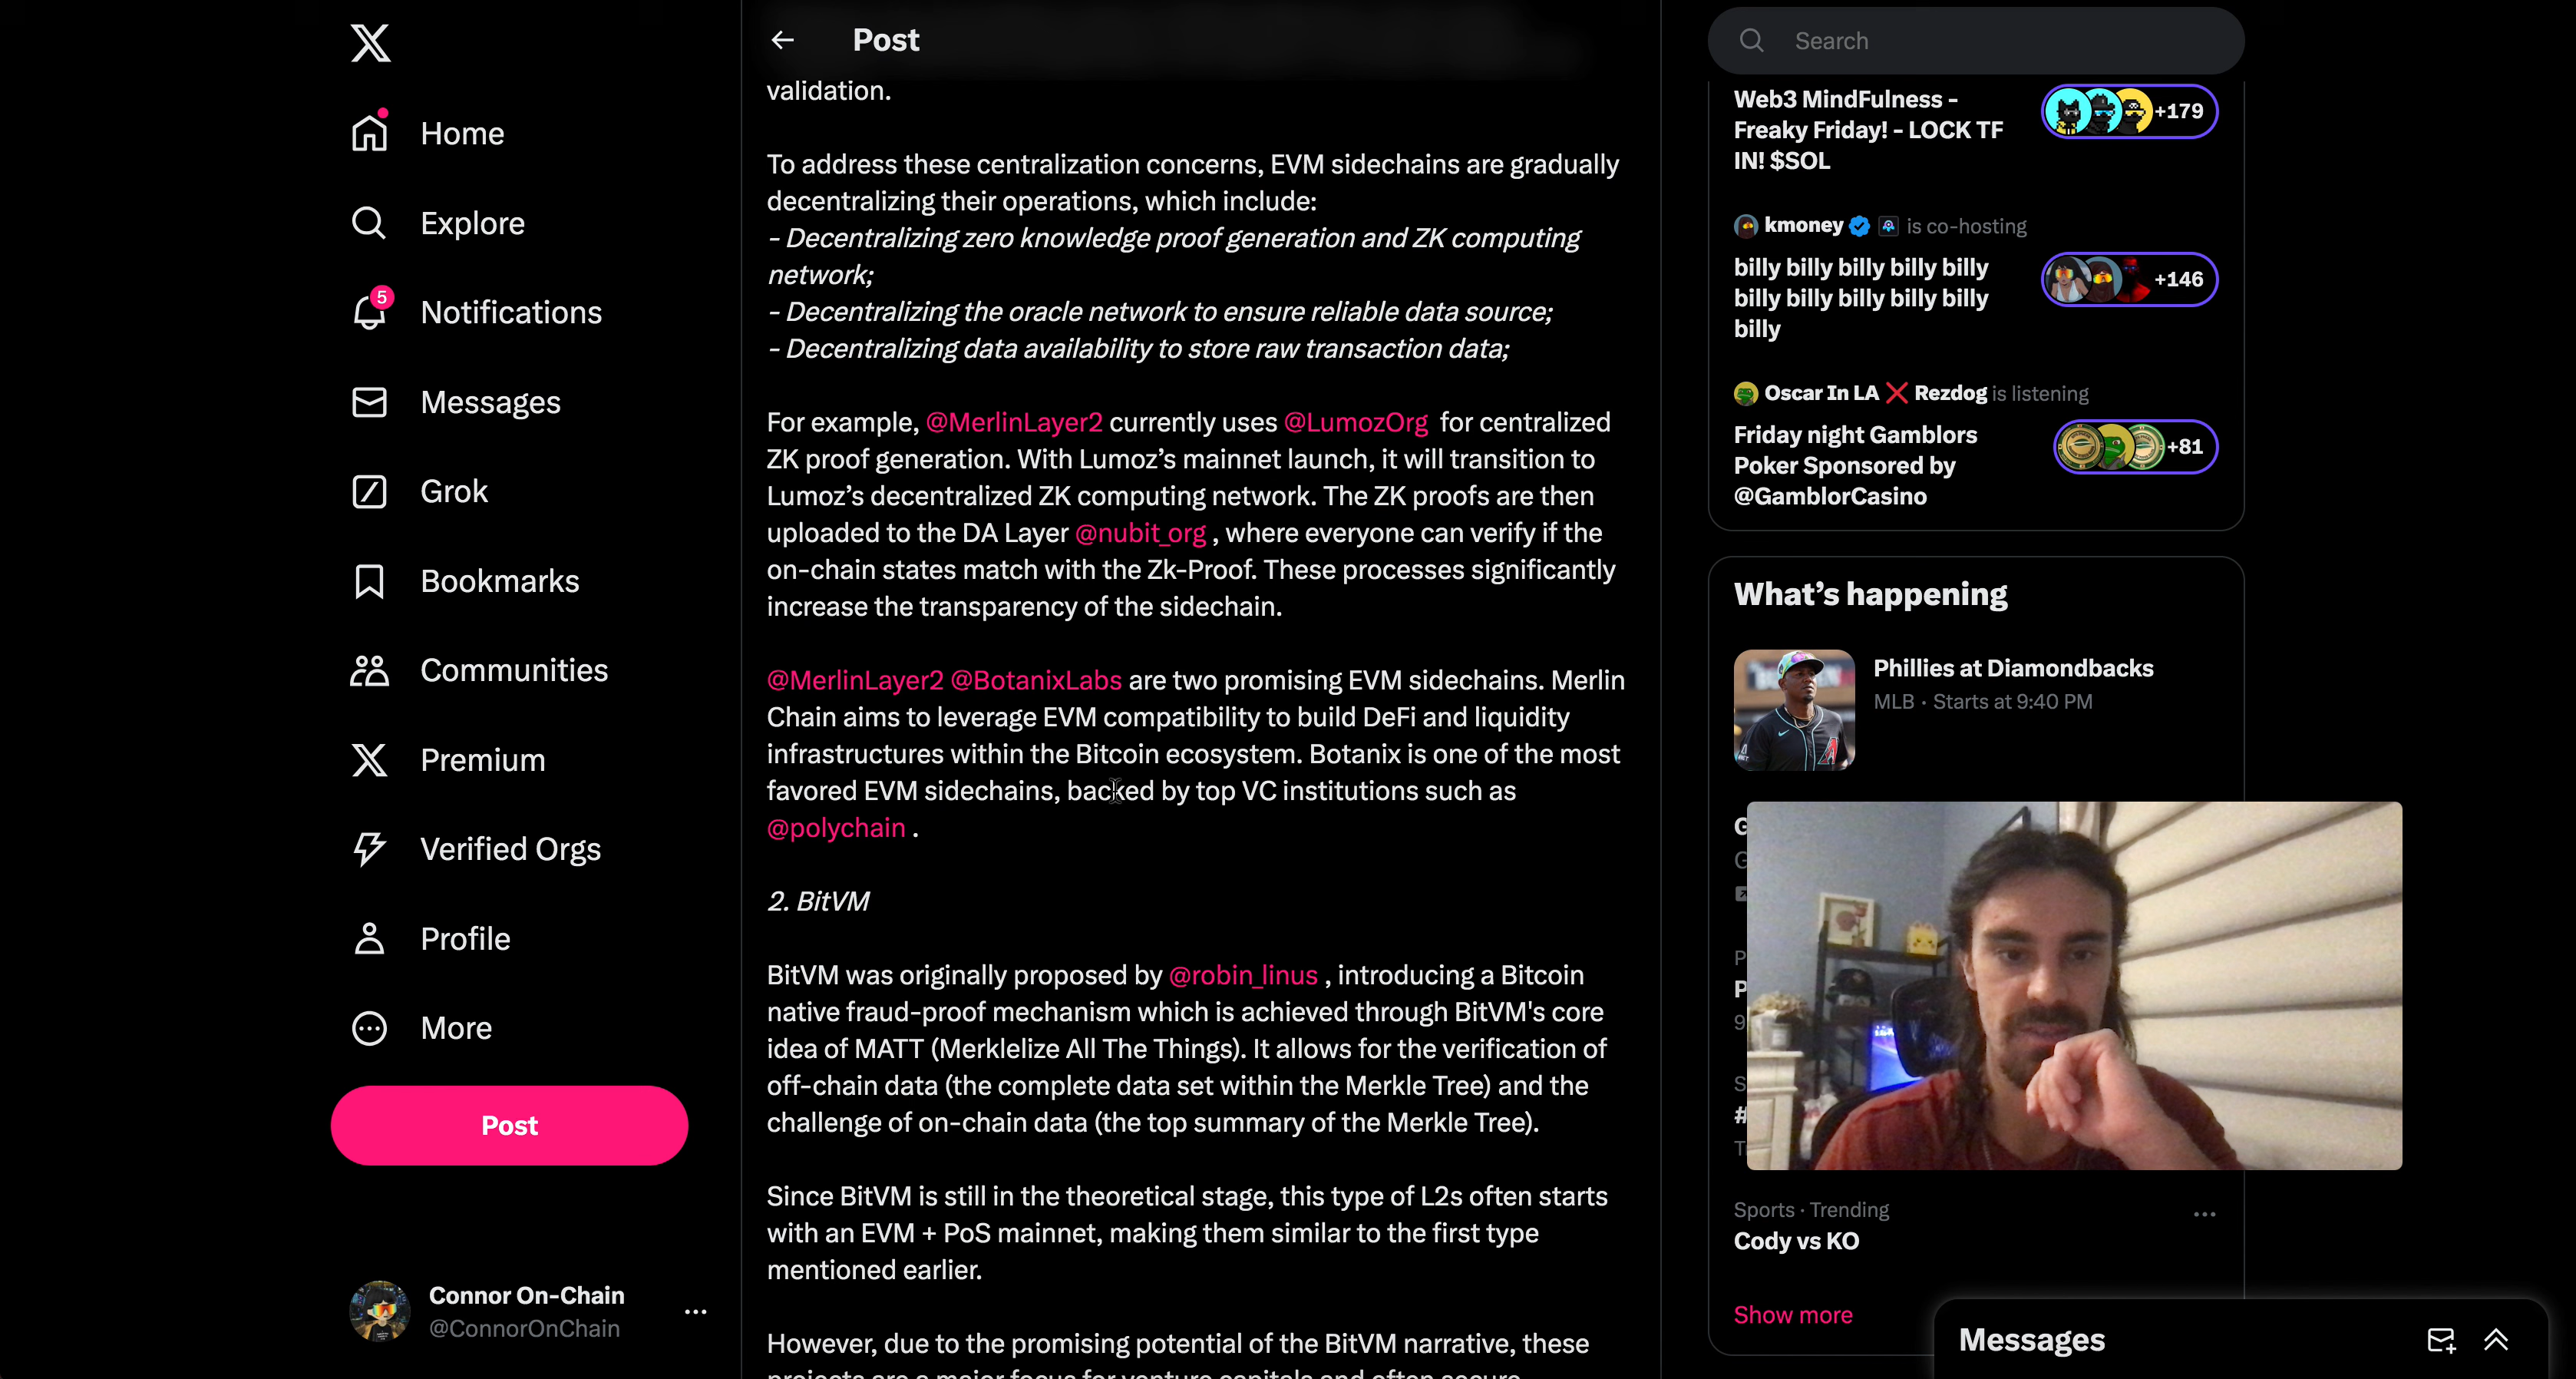 Home
Explore
5
Notifications
Messages
Grok
Bookmarks
Communities
Premium
Verified Orgs
Profile
More
Post
Connor On-Chain
@ConnorOnChain
Post
validation.
To address these centralization concerns, EVM sidechains are gradually
decentralizing their operations, which include:
- Decentralizing zero knowledge proof generation and ZK computing
network;
- Decentralizing the oracle network to ensure reliable data source;
- Decentralizing data availability to store raw transaction data;
For example, @MerlinLayer2 currently uses @LumozOrg for centralized
ZK proof generation. With Lumoz’s mainnet launch, it will transition to
Lumoz’s decentralized ZK computing network. The ZK proofs are then
uploaded to the DA Layer @nubit_org , where everyone can verify if the
on-chain states match with the Zk-Proof. These processes significantly
increase the transparency of the sidechain.
@MerlinLayer2 @BotanixLabs are two promising EVM sidechains. Merlin
Chain aims to leverage EVM compatibility to build DeFi and liquidity
infrastructures within the Bitcoin ecosystem. Botanix is one of the most
favored EVM sidechains, backed by top VC institutions such as
@polychain .
2. BitVM
BitVM was originally proposed by @robin_linus , introducing a Bitcoin
native fraud-proof mechanism which is achieved through BitVM's core
idea of MATT (Merklelize All The Things). It allows for the verification of
off-chain data (the complete data set within the Merkle Tree) and the
challenge of on-chain data (the top summary of the Merkle Tree).
Since BitVM is still in the theoretical stage, this type of L2s often starts
with an EVM + PoS mainnet, making them similar to the first type
mentioned earlier.
However, due to the promising potential of the BitVM narrative, these
projects are a major focus for venture capitals and often secure
Search
Web3 MindFulness -
Freaky Friday! - LOCK TF
IN! $SOL
+179
kmoney is co-hosting
billy billy billy billy billy
billy billy billy billy billy
billy
+146
Oscar In LA ❌ Rezdog is listening
Friday night Gamblors
Poker Sponsored by
@GamblorCasino
+81
What’s happening
Phillies at Diamondbacks
MLB · Starts at 9:40 PM
Sports · Trending
Cody vs KO
Show more
Messages